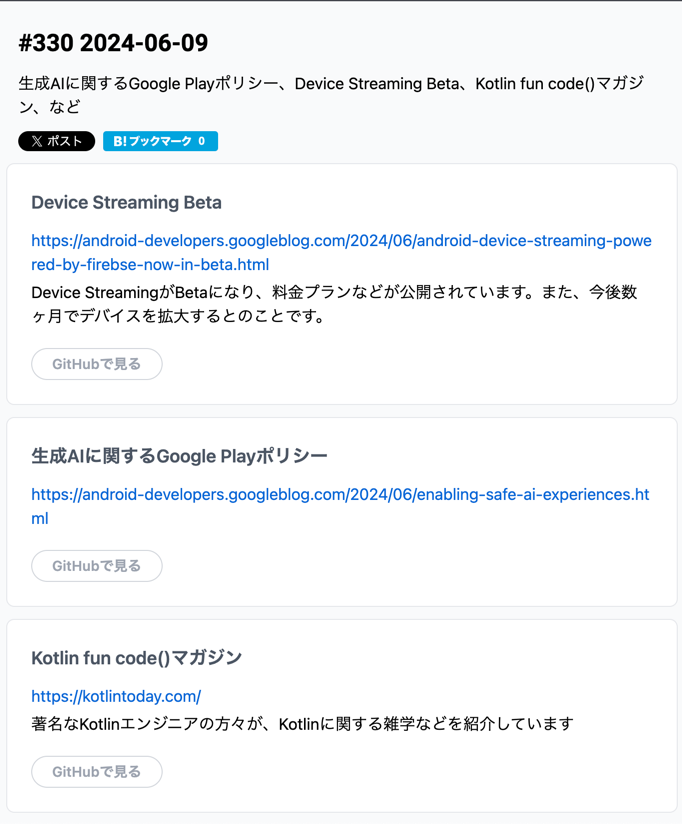 #330 2024-06-09
生成AIに関するGoogle Playポリシー、Device Streaming Beta、Kotlin fun code()マガジ
ン、など
𝕏 ポスト
B! ブックマーク 0
Device Streaming Beta
https://android-developers.googleblog.com/2024/06/android-device-streaming-powe
red-by-firebse-now-in-beta.html
Device StreamingがBetaになり、料金プランなどが公開されています。また、今後数
ヶ月でデバイスを拡大するとのことです。
GitHubで見る
生成AIに関するGoogle Playポリシー
https://android-developers.googleblog.com/2024/06/enabling-safe-ai-experiences.ht
ml
GitHubで見る
Kotlin fun code()マガジン
https://kotlintoday.com/
著名なKotlinエンジニアの方々が、Kotlinに関する雑学などを紹介しています
GitHubで見る